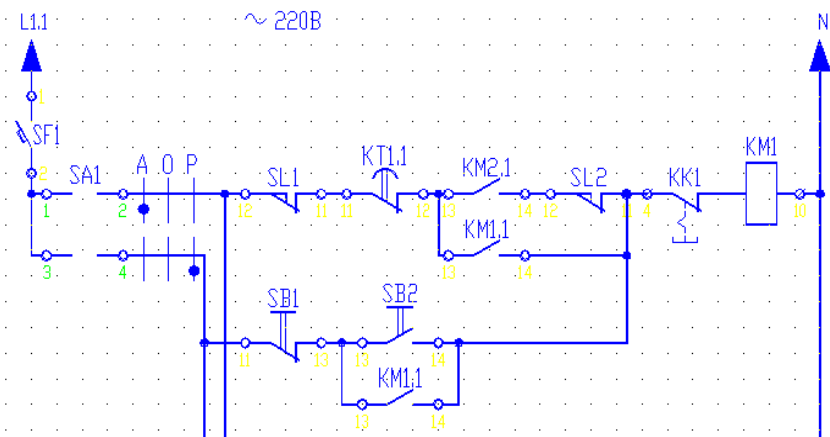 L1.1 ~ 220В N
1
SF1
2
SA1 А О Р SL1 KT1.1 KM2.1 SL2 KK1 KM1
1 2 12 11 11 12 13 14 12 11 4 10
KM1.1
3 4 13 14
SB1 SB2
11 13 13 14
KM1.1
13 14